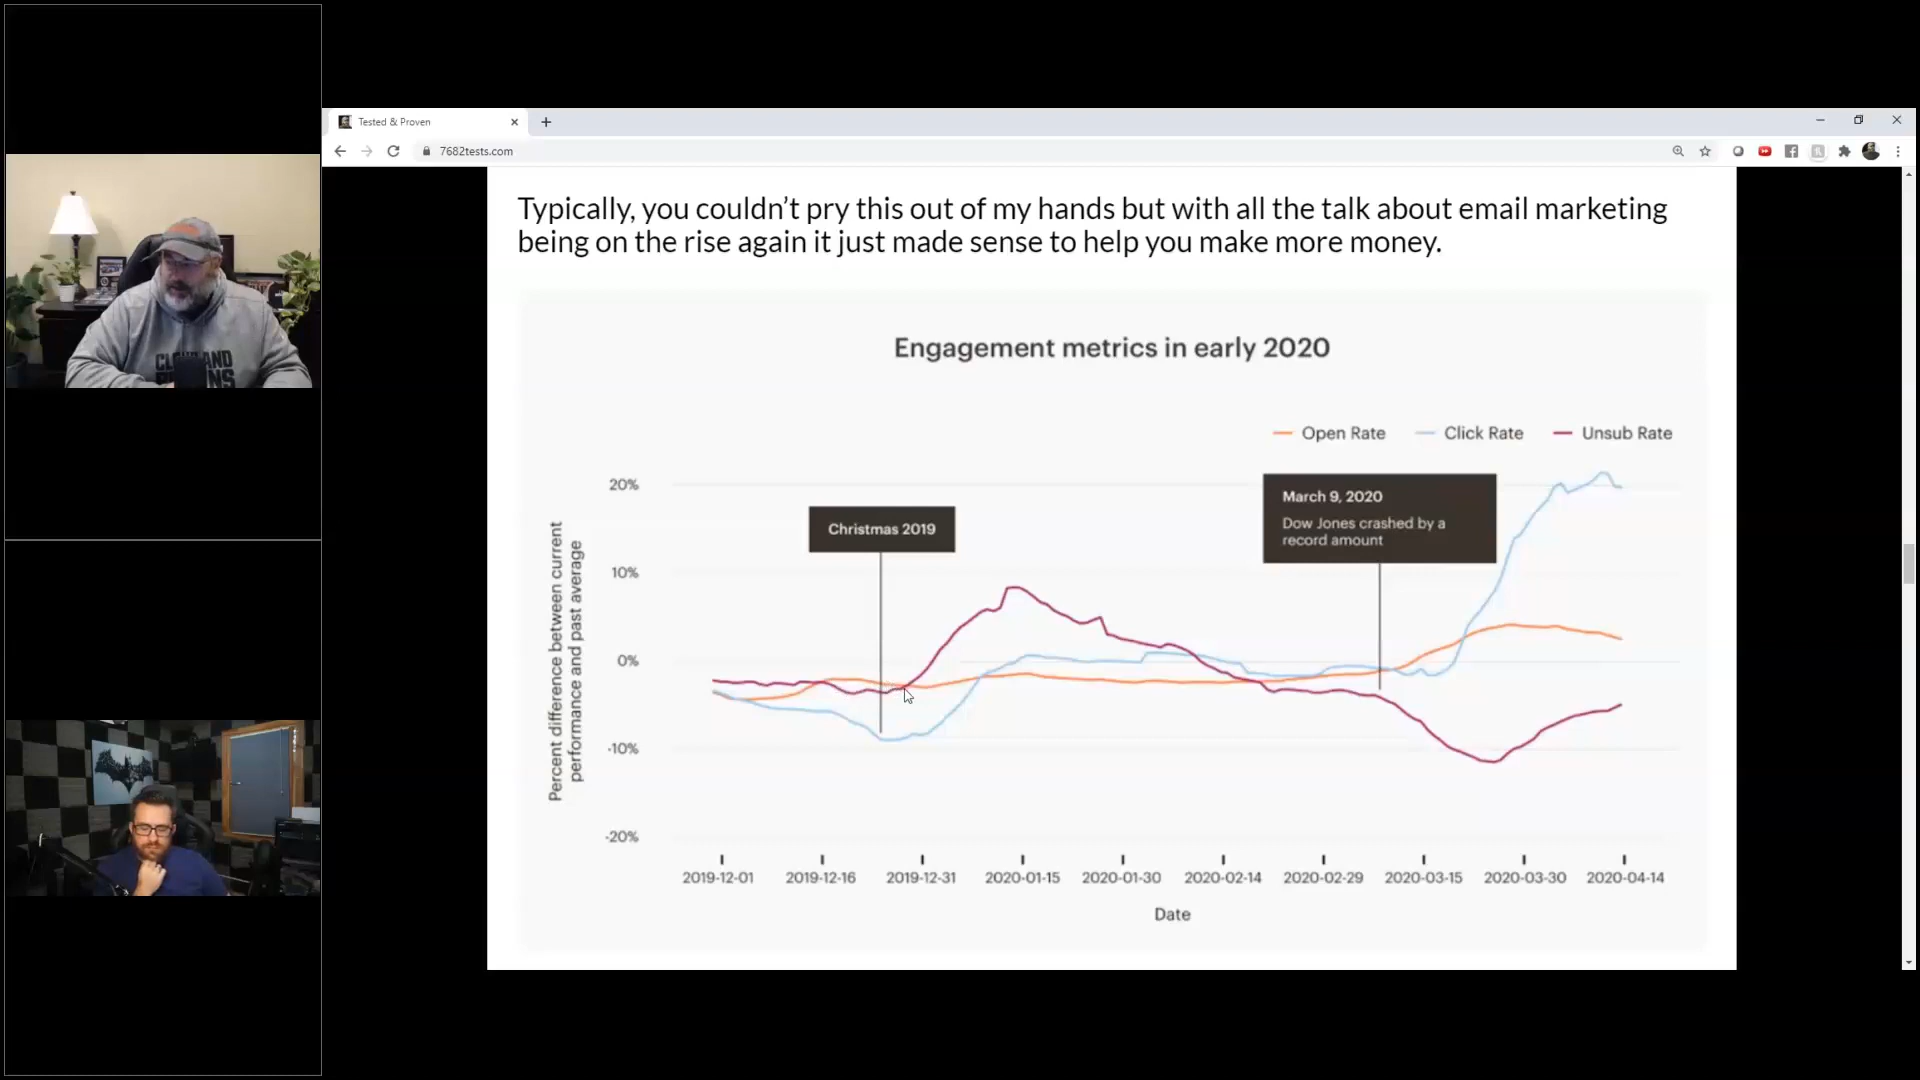 Tested & Proven
7682tests.com
Typically, you couldn't pry this out of my hands but with all the talk about email marketing
being on the rise again it just made sense to help you make more money.
Engagement metrics in early 2020
Open Rate
Click Rate
Unsub Rate
20%
10%
0%
-10%
-20%
Percent difference between current
performance and past average
Christmas 2019
March 9, 2020
Dow Jones crashed by a
record amount
2019-12-01
2019-12-16
2019-12-31
2020-01-15
2020-01-30
2020-02-14
2020-02-29
2020-03-15
2020-03-30
2020-04-14
Date